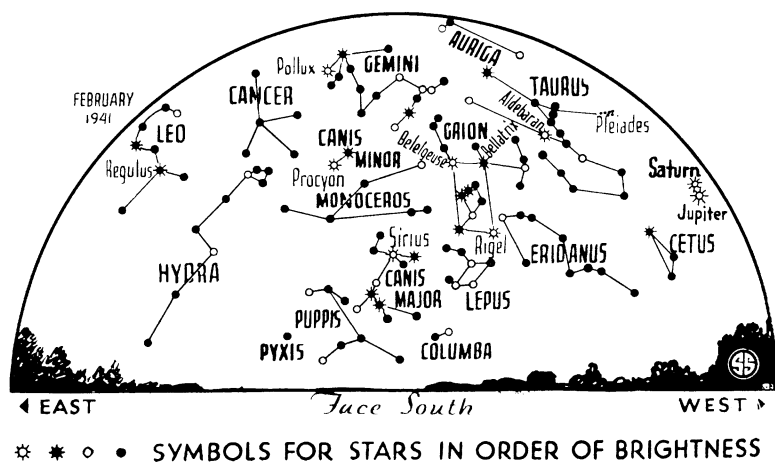 AURIGA
Pollux
GEMINI
TAURUS
CANCER
FEBRUARY
1941
Aldebaran
Pleiades
LEO
CANIS
MINOR
ORION
Bellatrix
Betelgeuse
Regulus
Procyon
Saturn
MONOCEROS
Jupiter
Sirius
Rigel
ERIDANUS
CETUS
HYDRA
CANIS
MAJOR
LEPUS
PUPPIS
PYXIS
COLUMBA
SS
EAST
Face South
WEST
SYMBOLS FOR STARS IN ORDER OF BRIGHTNESS